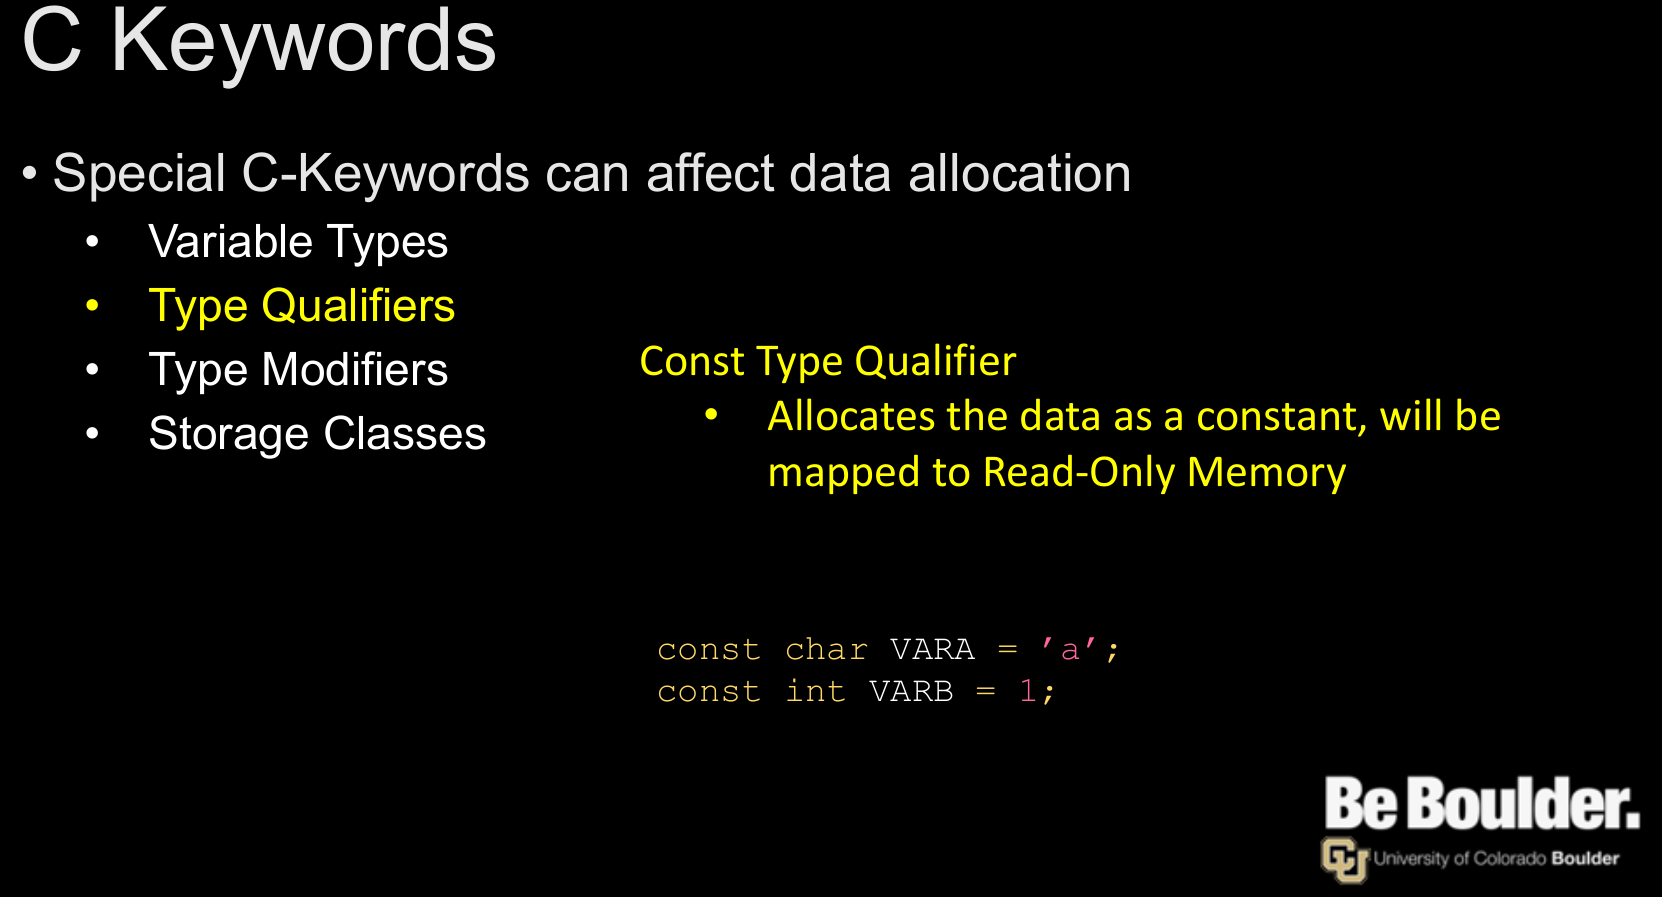 C Keywords
• Special C-Keywords can affect data allocation
• Variable Types
• Type Qualifiers
• Type Modifiers
• Storage Classes
Const Type Qualifier
• Allocates the data as a constant, will be
mapped to Read-Only Memory
const char VARA = ’a’;
const int VARB = 1;
Be Boulder.
CU University of Colorado Boulder